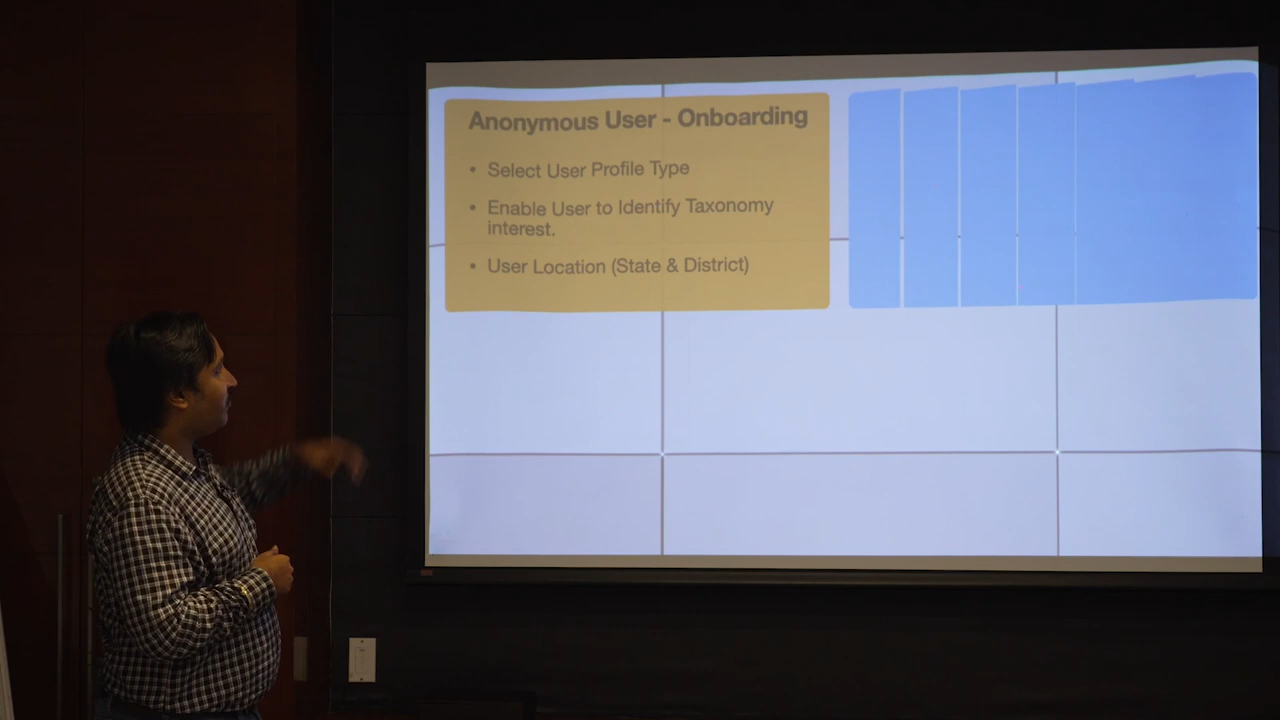 Anonymous User - Onboarding
• Select User Profile Type
• Enable User to Identify Taxonomy
interest.
• User Location (State & District)